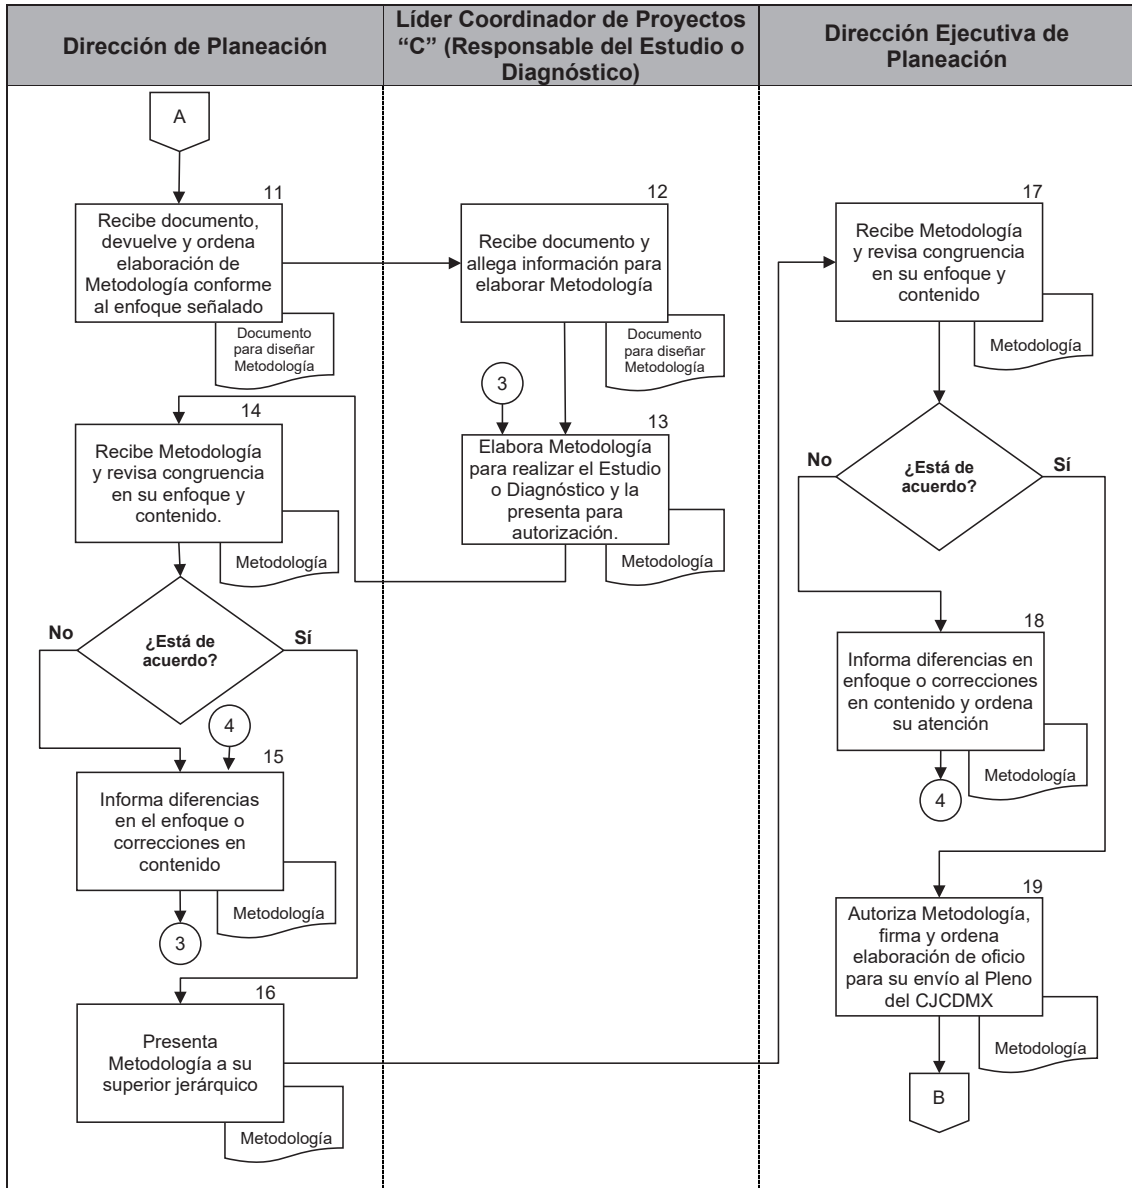 Dirección de Planeación
Líder Coordinador de Proyectos
“C” (Responsable del Estudio o
Diagnóstico)
Dirección Ejecutiva de
Planeación
A
11
Recibe documento,
devuelve y ordena
elaboración de
Metodología conforme
al enfoque señalado
Documento
para diseñar
Metodología
12
Recibe documento y
allega información para
elaborar Metodología
Documento
para diseñar
Metodología
3
13
Elabora Metodología
para realizar el Estudio
o Diagnóstico y la
presenta para
autorización.
Metodología
14
Recibe Metodología
y revisa congruencia
en su enfoque y
contenido.
Metodología
No
¿Está de
acuerdo?
Sí
4
15
Informa diferencias
en el enfoque o
correcciones en
contenido
Metodología
3
16
Presenta
Metodología a su
superior jerárquico
Metodología
17
Recibe Metodología
y revisa congruencia
en su enfoque y
contenido
Metodología
No
¿Está de
acuerdo?
Sí
18
Informa diferencias en
enfoque o correcciones
en contenido y ordena
su atención
Metodología
4
19
Autoriza Metodología,
firma y ordena
elaboración de oficio
para su envío al Pleno
del CJCDMX
Metodología
B